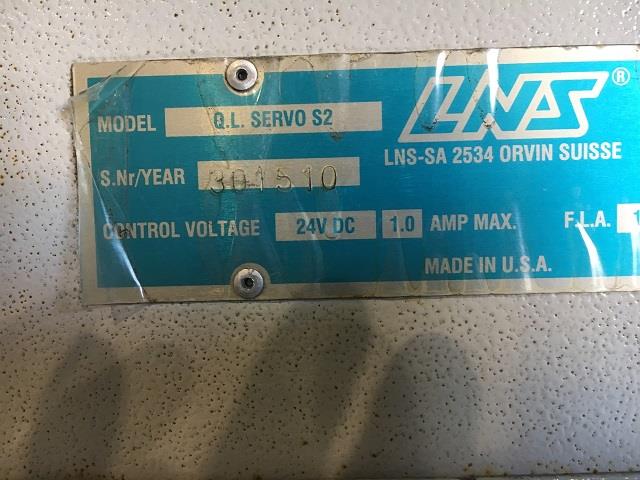 LNS®
MODEL Q.L. SERVO S2
LNS-SA 2534 ORVIN SUISSE
S.Nr/YEAR 301510
CONTROL VOLTAGE 24V DC 1.0 AMP MAX. F.L.A.
MADE IN U.S.A.